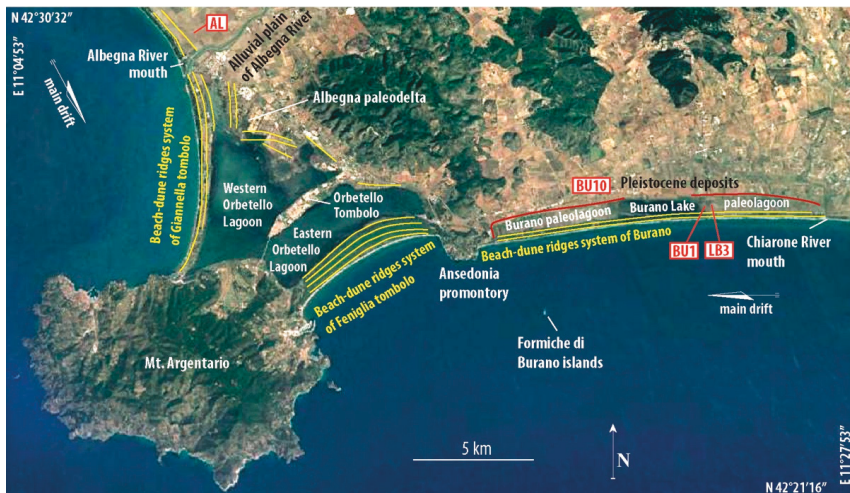 N 42°30'32"
E 11°04'53"
AL
Albegna River
mouth
Alluvial plain
of Albegna River
main drift
Albegna paleodelta
Beach-dune ridges system
of Giannella tombolo
Western
Orbetello
Lagoon
Orbetello
Tombolo
Eastern
Orbetello
Lagoon
Beach-dune ridges system
of Feniglia tombolo
Ansedonia
promontory
BU10
Pleistocene deposits
Burano paleolagoon
Burano Lake
paleolagoon
Beach-dune ridges system of Burano
BU1
LB3
Chiarone River
mouth
main drift
Formiche di
Burano islands
Mt. Argentario
5 km
N
E 11°27'53"
N 42°21'16"